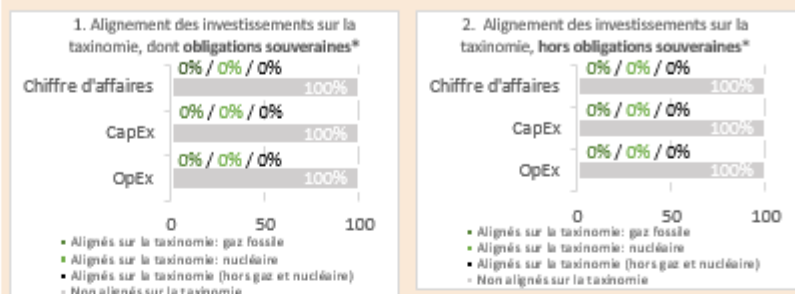 1. Alignement des investissements sur la
taxinomie, dont obligations souveraines*
0% / 0% / 0%
Chiffre d'affaires
100%
0% / 0% / 0%
CapEx
100%
0% / 0% / 0%
OpEx
100%
0 50 100
Alignés sur la taxinomie: gaz fossile
Alignés sur la taxinomie: nucléaire
Alignés sur la taxinomie (hors gaz et nucléaire)
Non alignés sur la taxinomie
2. Alignement des investissements sur la
taxinomie, hors obligations souveraines*
0% / 0% / 0%
Chiffre d'affaires
100%
0% / 0% / 0%
CapEx
100%
0% / 0% / 0%
OpEx
100%
0 50 100
Alignés sur la taxinomie: gaz fossile
Alignés sur la taxinomie: nucléaire
Alignés sur la taxinomie (hors gaz et nucléaire)
Non alignés sur la taxinomie